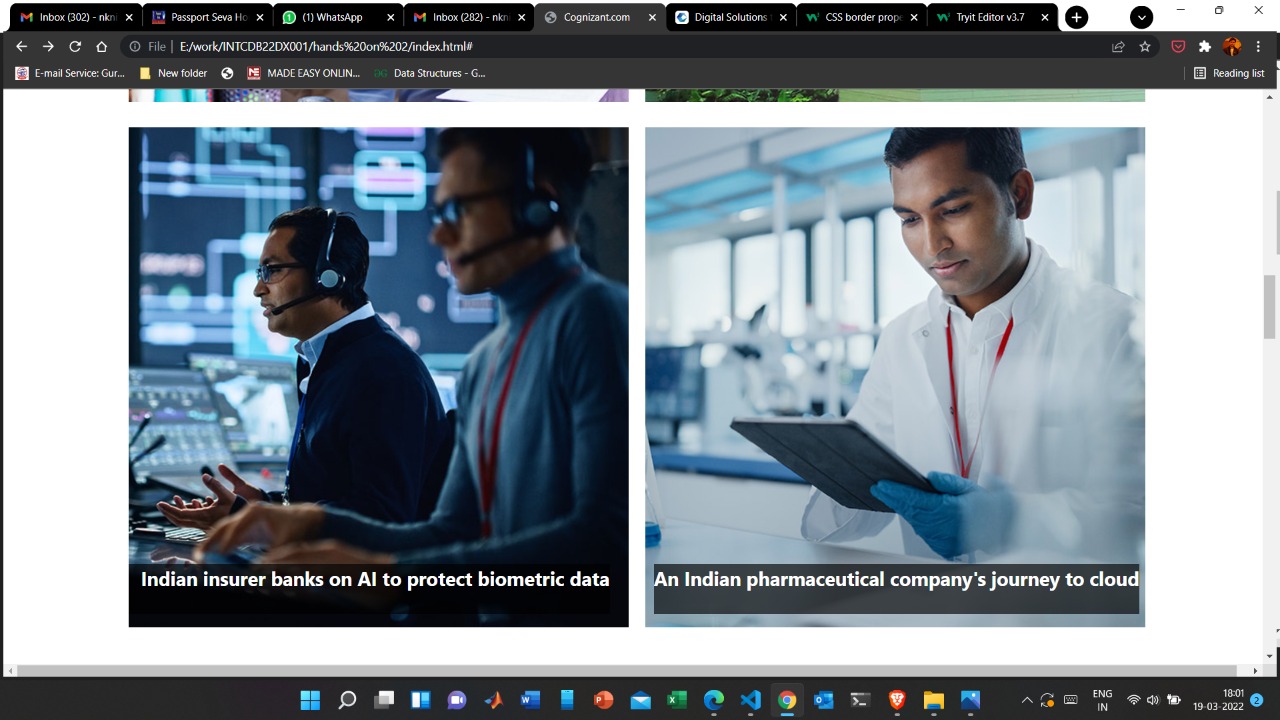 Inbox (302) - nkni
Passport Seva Ho
(1) WhatsApp
Inbox (282) - nkni
Cognizant.com
Digital Solutions
CSS border prope
Tryit Editor v3.7
File | E:/work/INTCDB22DX001/hands%20on%202/index.html#
E-mail Service: Gur...
New folder
MADE EASY ONLIN...
Data Structures - G...
Reading list
Indian insurer banks on AI to protect biometric data
An Indian pharmaceutical company's journey to cloud
ENG
IN
18:01
19-03-2022
2